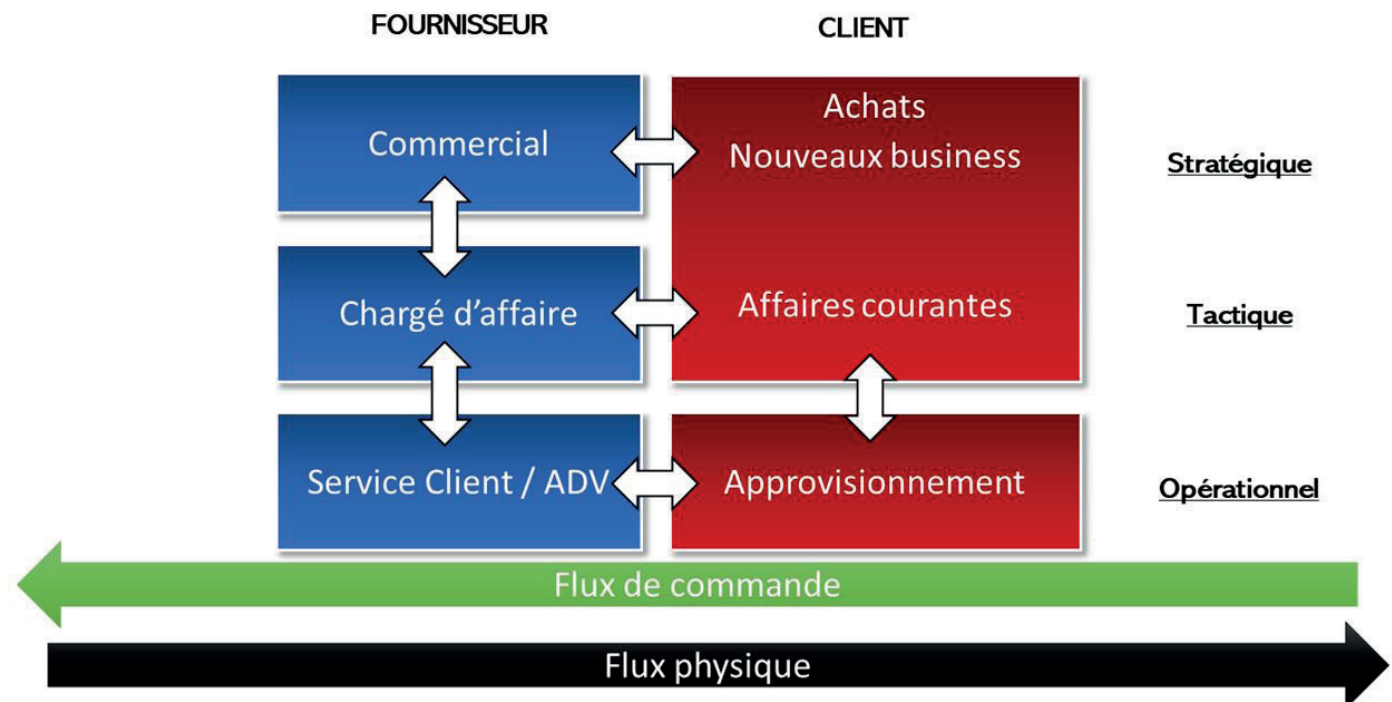 FOURNISSEUR
CLIENT
Commercial
Achats
Nouveaux business
Stratégique
Chargé d'affaire
Affaires courantes
Tactique
Service Client / ADV
Approvisionnement
Opérationnel
Flux de commande
Flux physique